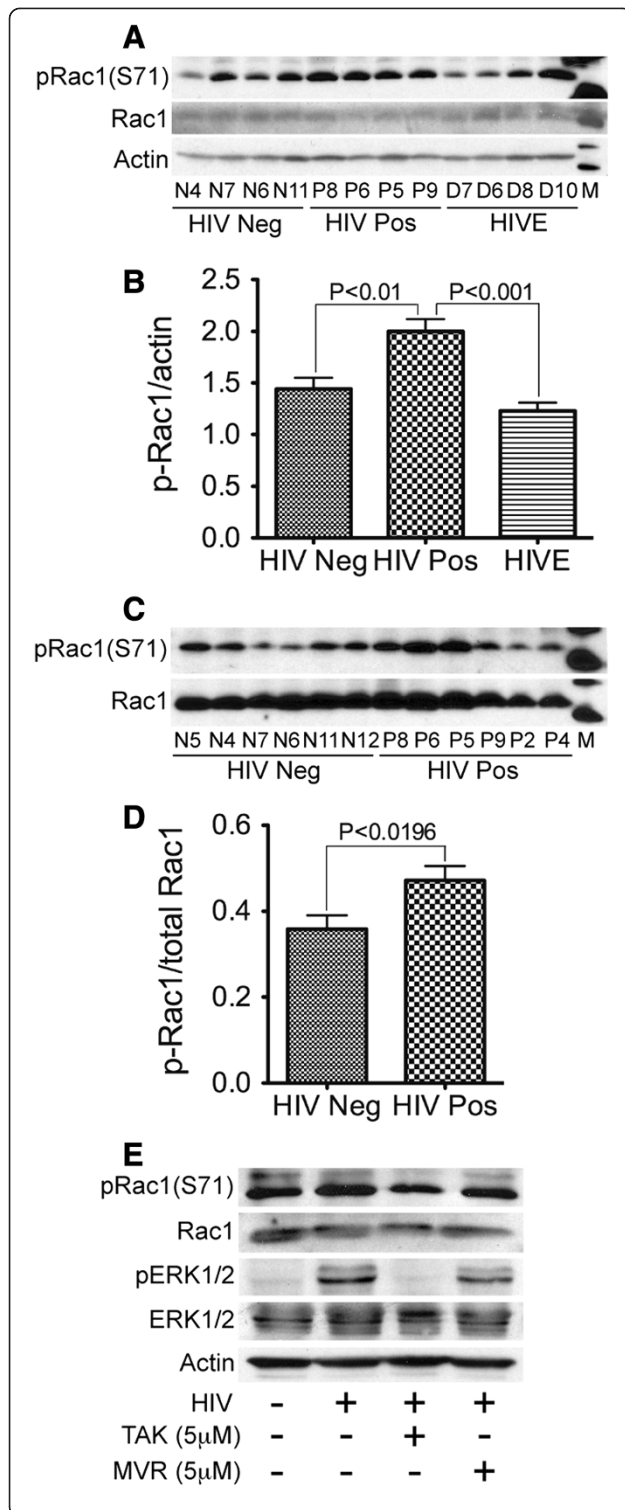 A
pRac1(S71)
Rac1
Actin
N4 N7 N6 N11 P8 P6 P5 P9 D7 D6 D8 D10 M
HIV Neg HIV Pos HIVE
B
P<0.01 P<0.001
p-Rac1/actin
2.5
2.0
1.5
1.0
0.5
0.0
HIV Neg HIV Pos HIVE
C
pRac1(S71)
Rac1
N5 N4 N7 N6 N11 N12 P8 P6 P5 P9 P2 P4 M
HIV Neg HIV Pos
D
P<0.0196
p-Rac1/total Rac1
0.6
0.4
0.2
0.0
HIV Neg HIV Pos
E
pRac1(S71)
Rac1
pERK1/2
ERK1/2
Actin
HIV - + + +
TAK (5μM) - - + -
MVR (5μM) - - - +